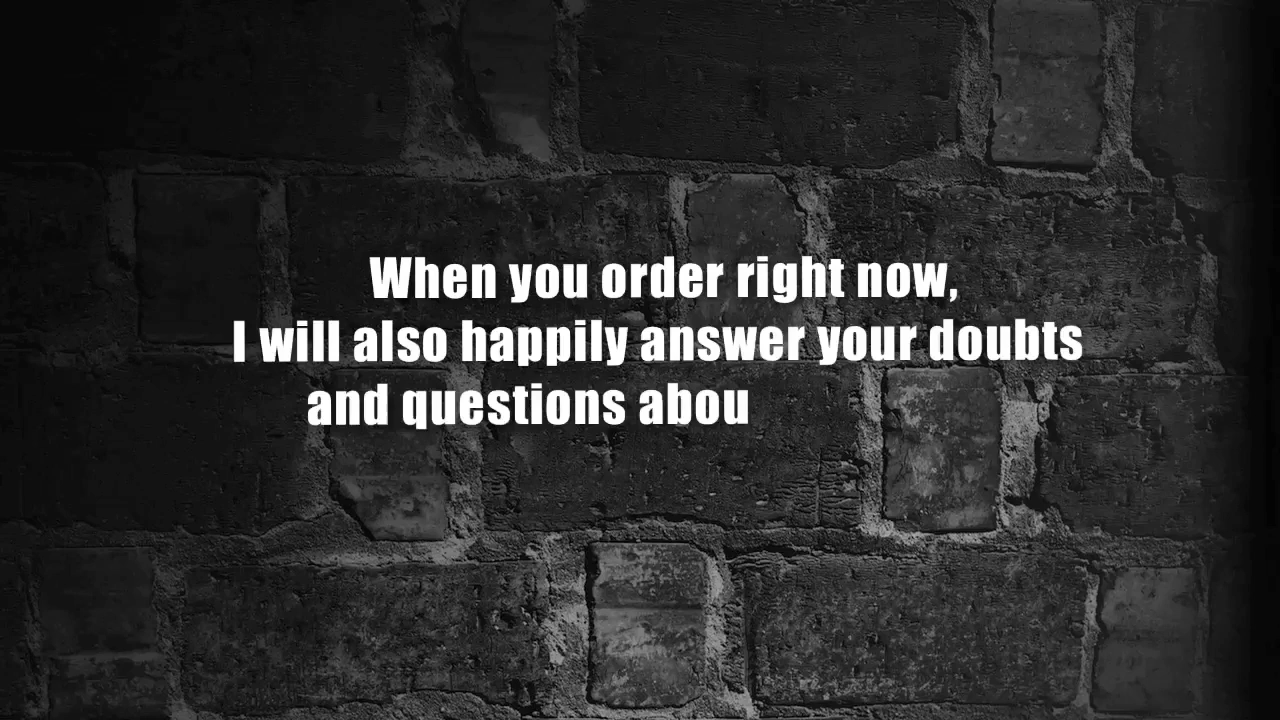 When you order right now,
I will also happily answer your doubts
and questions abou